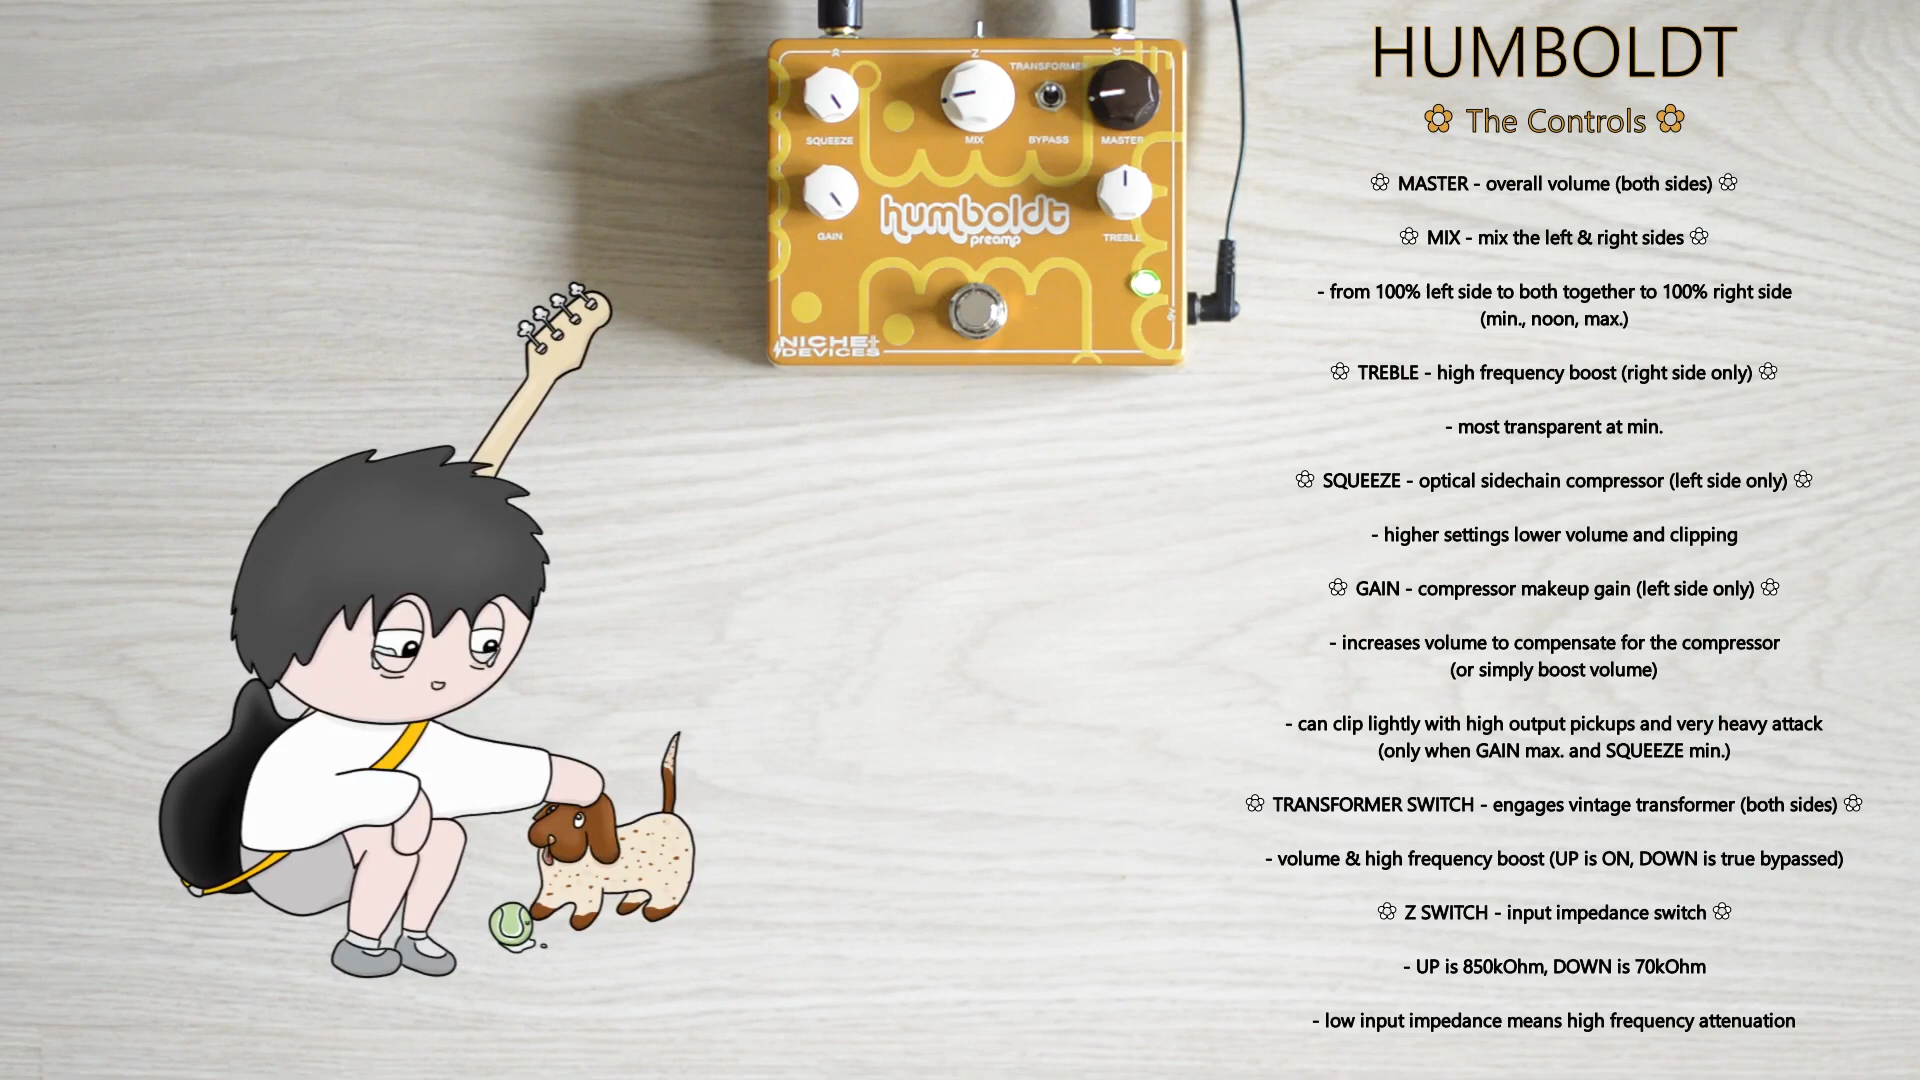 Z
TRANSFORMER
SQUEEZE
MIX
BYPASS
MASTER
humboldt
preamp
GAIN
TREBLE
9V
NICHE
DEVICES
HUMBOLDT
The Controls
MASTER - overall volume (both sides)
MIX - mix the left & right sides
- from 100% left side to both together to 100% right side
(min., noon, max.)
TREBLE - high frequency boost (right side only)
- most transparent at min.
SQUEEZE - optical sidechain compressor (left side only)
- higher settings lower volume and clipping
GAIN - compressor makeup gain (left side only)
- increases volume to compensate for the compressor
(or simply boost volume)
- can clip lightly with high output pickups and very heavy attack
(only when GAIN max. and SQUEEZE min.)
TRANSFORMER SWITCH - engages vintage transformer (both sides)
- volume & high frequency boost (UP is ON, DOWN is true bypassed)
Z SWITCH - input impedance switch
- UP is 850kOhm, DOWN is 70kOhm
- low input impedance means high frequency attenuation